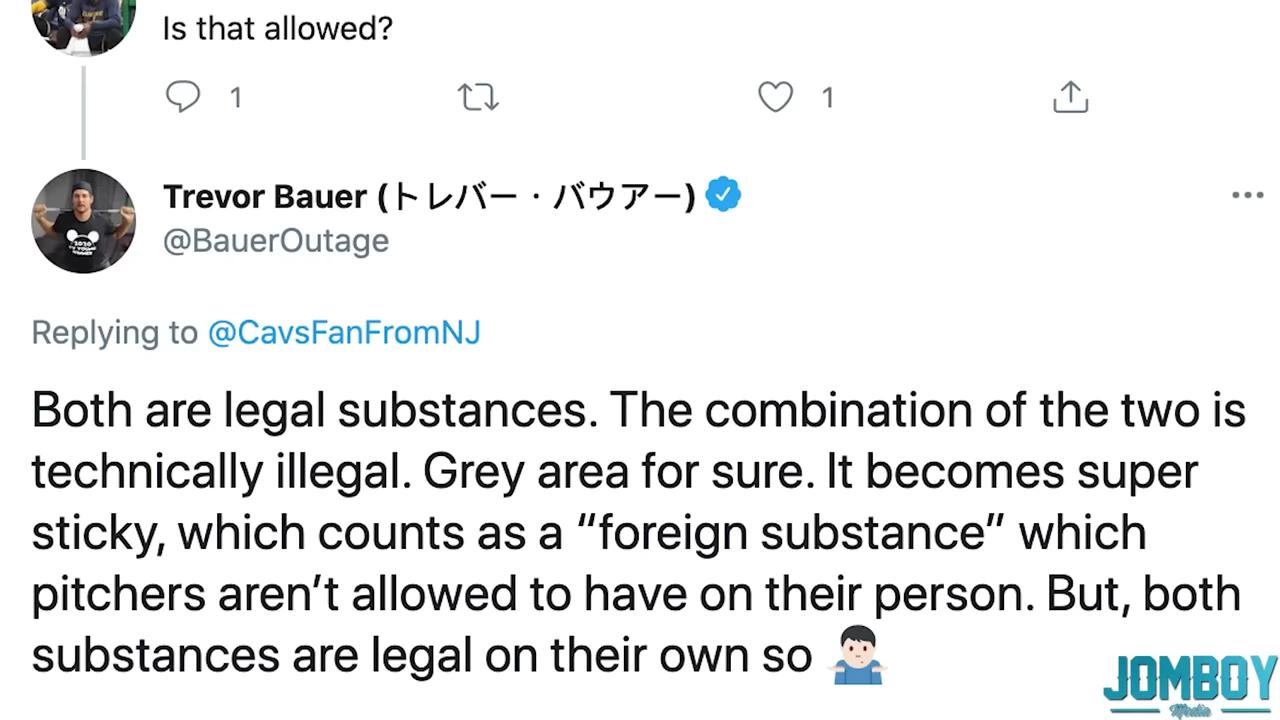 Is that allowed?
1
1
Trevor Bauer (トレバー・バウアー)
@BauerOutage
Replying to @CavsFanFromNJ
Both are legal substances. The combination of the two is
technically illegal. Grey area for sure. It becomes super
sticky, which counts as a “foreign substance” which
pitchers aren’t allowed to have on their person. But, both
substances are legal on their own so 🤷🏻‍♂️
JOMBOY
Media